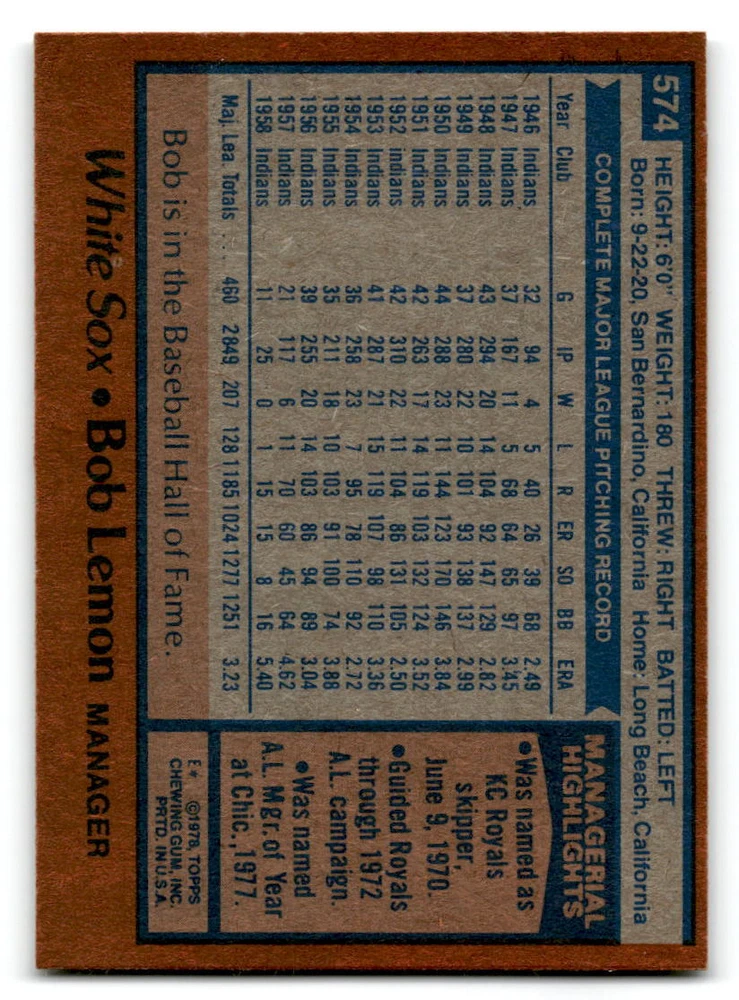 574
HEIGHT: 6'0" WEIGHT: 180 THREW: RIGHT BATTED: LEFT
Born: 9-22-20, San Bernardino, California Home: Long Beach, California
COMPLETE MAJOR LEAGUE PITCHING RECORD
Year Club G IP W L R ER SO BB ERA
1946 Indians 32 94 4 5 40 26 39 68 2.49
1947 Indians 37 167 11 5 68 64 65 97 3.45
1948 Indians 43 294 20 14 104 92 147 129 2.82
1949 Indians 37 280 22 10 101 93 138 137 2.99
1950 Indians 44 288 23 11 144 123 170 146 3.84
1951 Indians 42 263 17 14 119 103 132 124 3.52
1952 Indians 42 310 22 11 104 86 131 105 2.50
1953 Indians 41 287 21 15 119 107 98 110 3.36
1954 Indians 36 258 23 7 95 78 110 92 2.72
1955 Indians 35 211 18 10 103 91 100 74 3.88
1956 Indians 39 255 20 14 103 86 94 89 3.04
1957 Indians 21 117 6 11 70 60 45 64 4.62
1958 Indians 11 25 0 1 15 15 8 16 5.40
Maj. Lea Totals . . . 460 2849 207 128 1185 1024 1277 1251 3.23
Bob is in the Baseball Hall of Fame.
MANAGERIAL
HIGHLIGHTS
•Was named as
KC Royals
skipper,
June 9, 1970.
•Guided Royals
through 1972
A.L. campaign.
•Was named
A.L. Mgr. of Year
at Chic., 1977.
E* ©1978, TOPPS
CHEWING GUM, INC.
PRTD. IN U.S.A.
White Sox • Bob Lemon MANAGER